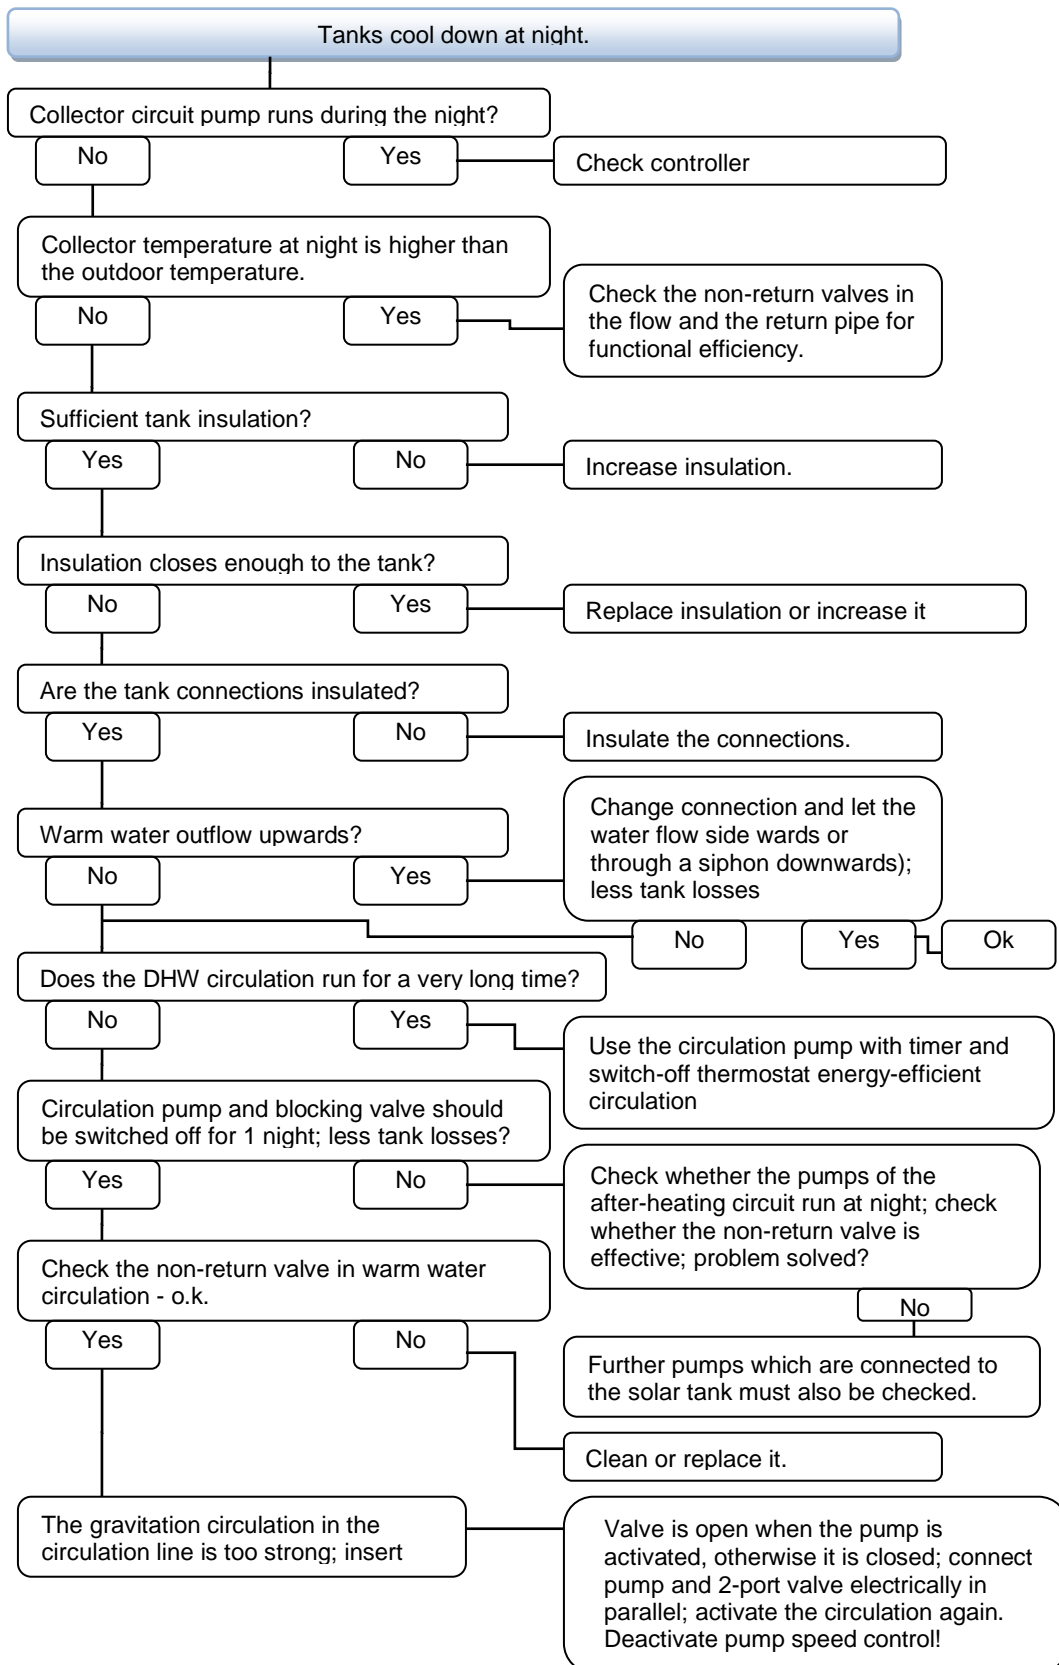 Tanks cool down at night.
Collector circuit pump runs during the night?
No
Yes
Check controller
Collector temperature at night is higher than
the outdoor temperature.
No
Yes
Check the non-return valves in
the flow and the return pipe for
functional efficiency.
Sufficient tank insulation?
Yes
No
Increase insulation.
Insulation closes enough to the tank?
No
Yes
Replace insulation or increase it
Are the tank connections insulated?
Yes
No
Insulate the connections.
Warm water outflow upwards?
No
Yes
Change connection and let the
water flow side wards or
through a siphon downwards);
less tank losses
No
Yes
Ok
Does the DHW circulation run for a very long time?
No
Yes
Use the circulation pump with timer and
switch-off thermostat energy-efficient
circulation
Circulation pump and blocking valve should
be switched off for 1 night; less tank losses?
Yes
No
Check whether the pumps of the
after-heating circuit run at night; check
whether the non-return valve is
effective; problem solved?
No
Further pumps which are connected to
the solar tank must also be checked.
Check the non-return valve in warm water
circulation - o.k.
Yes
No
Clean or replace it.
The gravitation circulation in the
circulation line is too strong; insert
Valve is open when the pump is
activated, otherwise it is closed; connect
pump and 2-port valve electrically in
parallel; activate the circulation again.
Deactivate pump speed control!